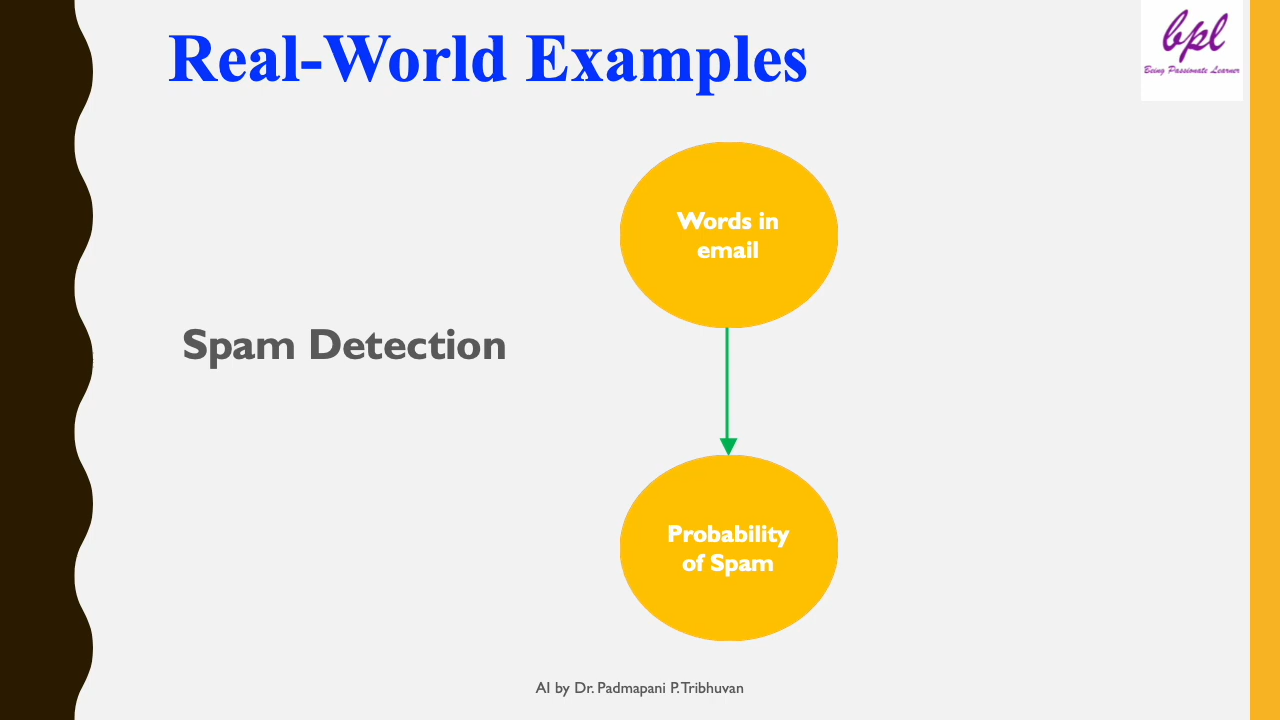 Real-World Examples
bpl
Being Passionate Learner
Words in
email
Spam Detection
Probability
of Spam
AI by Dr. Padmapani P. Tribhuvan